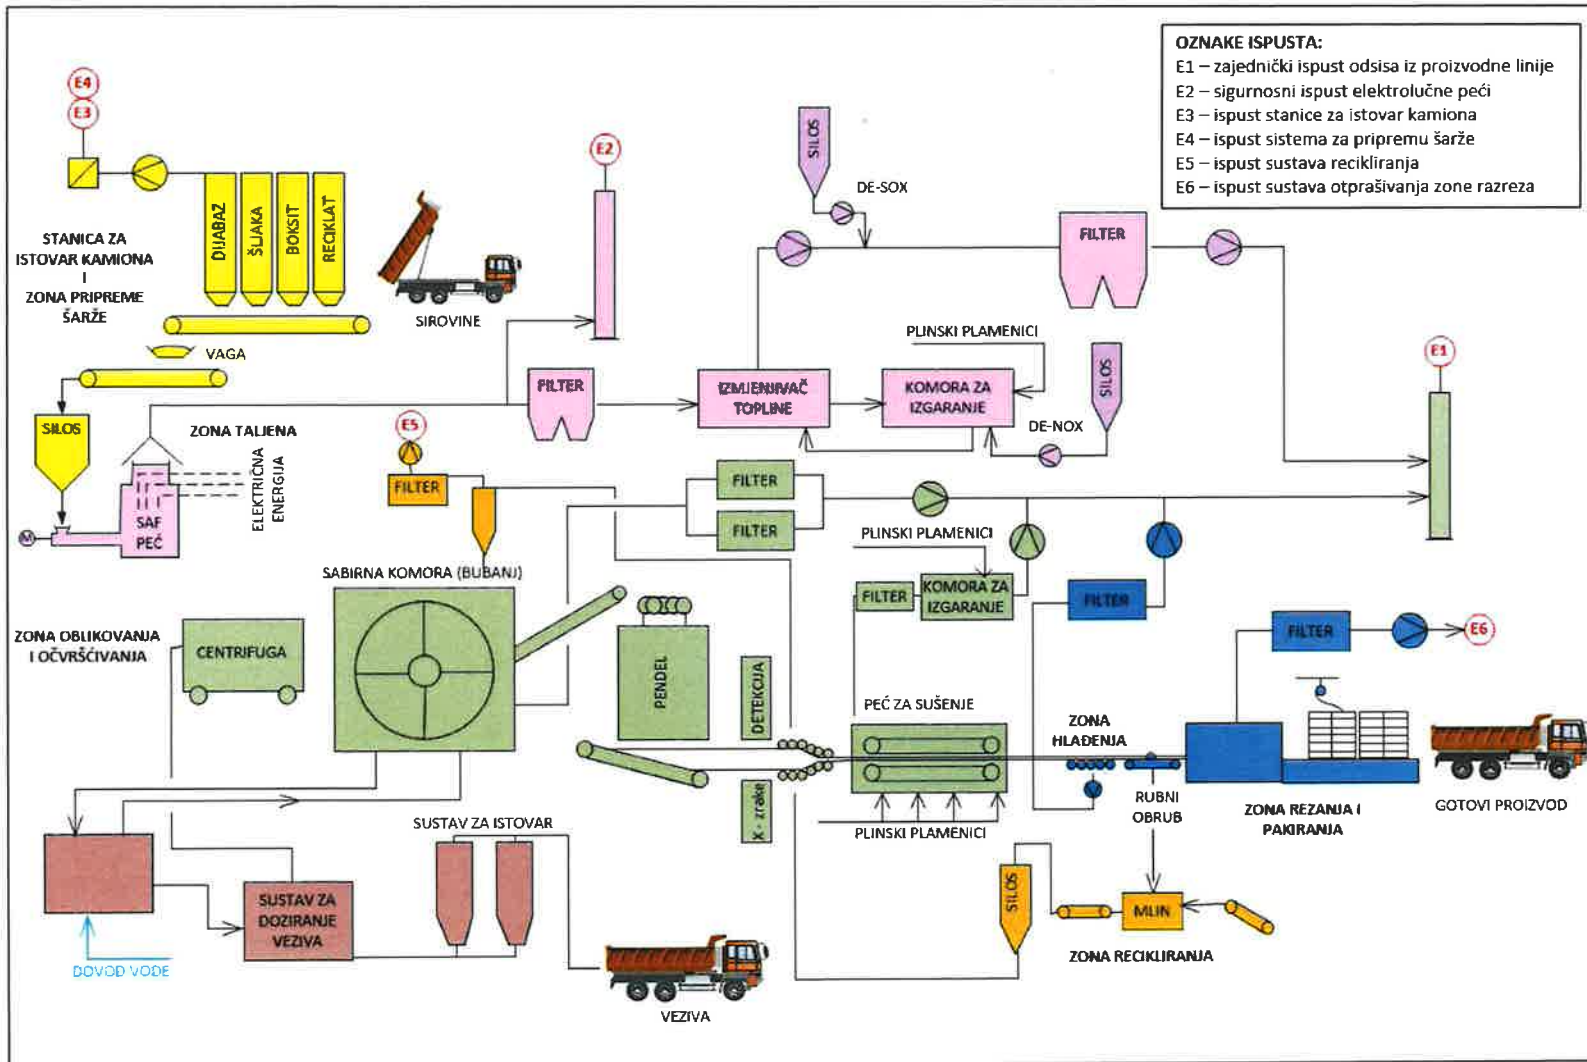 OZNAKE ISPUSTA:
E1 – zajednički ispust odsisa iz proizvodne linije
E2 – sigurnosni ispust elektrolučne peći
E3 – ispust stanice za istovar kamiona
E4 – ispust sistema za pripremu šarže
E5 – ispust sustava recikliranja
E6 – ispust sustava otprašivanja zone razreza
E4
E3
E2
SILOS
DE-SOX
FILTER
DIJABAZ
ŠLJAKA
BOKSIT
RECIKLAT
STANICA ZA
ISTOVAR KAMIONA
I
ZONA PRIPREME
ŠARŽE
SIROVINE
VAGA
PLINSKI PLAMENICI
E1
FILTER
IZMJENJIVAČ
TOPLINE
KOMORA ZA
IZGARANJE
SILOS
DE-NOX
SILOS
ZONA TALJENA
E5
ELEKTRIČNA
ENERGIJA
FILTER
FILTER
FILTER
SAF
PEĆ
M
PLINSKI PLAMENICI
SABIRNA KOMORA (BUBANJ)
FILTER
KOMORA ZA
IZGARANJE
FILTER
ZONA OBLIKOVANJA
I OČVRŠĆIVANJA
CENTRIFUGA
PENDEL
DETEKCIJA
X - zrake
PEĆ ZA SUŠENJE
FILTER
E6
ZONA
HLAĐENJA
RUBNI
OBRUB
ZONA REZANJA I
PAKIRANJA
GOTOVI PROIZVOD
PLINSKI PLAMENICI
SUSTAV ZA ISTOVAR
SUSTAV ZA
DOZIRANJE
VEZIVA
SILOS
MLIN
ZONA RECIKLIRANJA
DOVOD VODE
VEZIVA